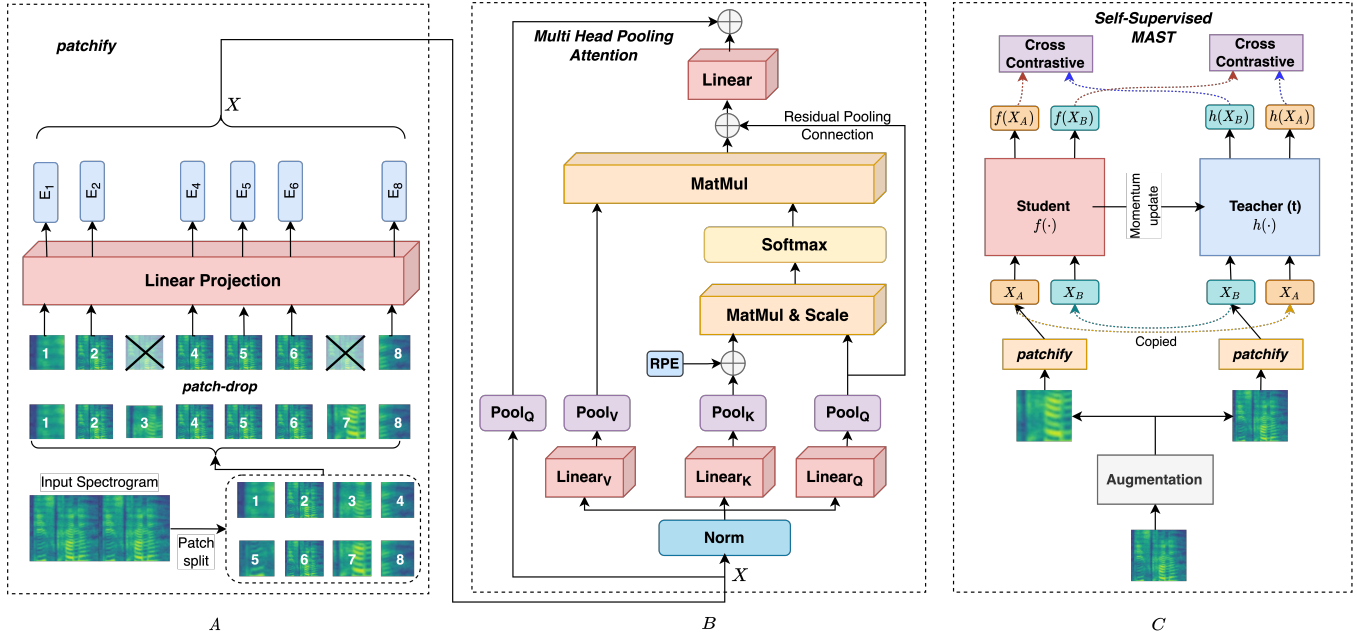 patchify
X
E1
E2
E4
E5
E6
E8
Linear Projection
1 2 4 5 6 8
patch-drop
1 2 3 4 5 6 7 8
Input Spectrogram
Patch
split
1 2 3 4
5 6 7 8
A
Multi Head Pooling
Attention
Linear
Residual Pooling
Connection
MatMul
Softmax
MatMul & Scale
RPE
PoolQ
PoolV
PoolK
PoolQ
LinearV
LinearK
LinearQ
Norm
X
B
Self-Supervised
MAST
Cross
Contrastive
Cross
Contrastive
f(XA)
f(XB)
h(XB)
h(XA)
Student
f(·)
Momentum
update
Teacher (t)
h(·)
XA
XB
XB
XA
Copied
patchify
patchify
Augmentation
C